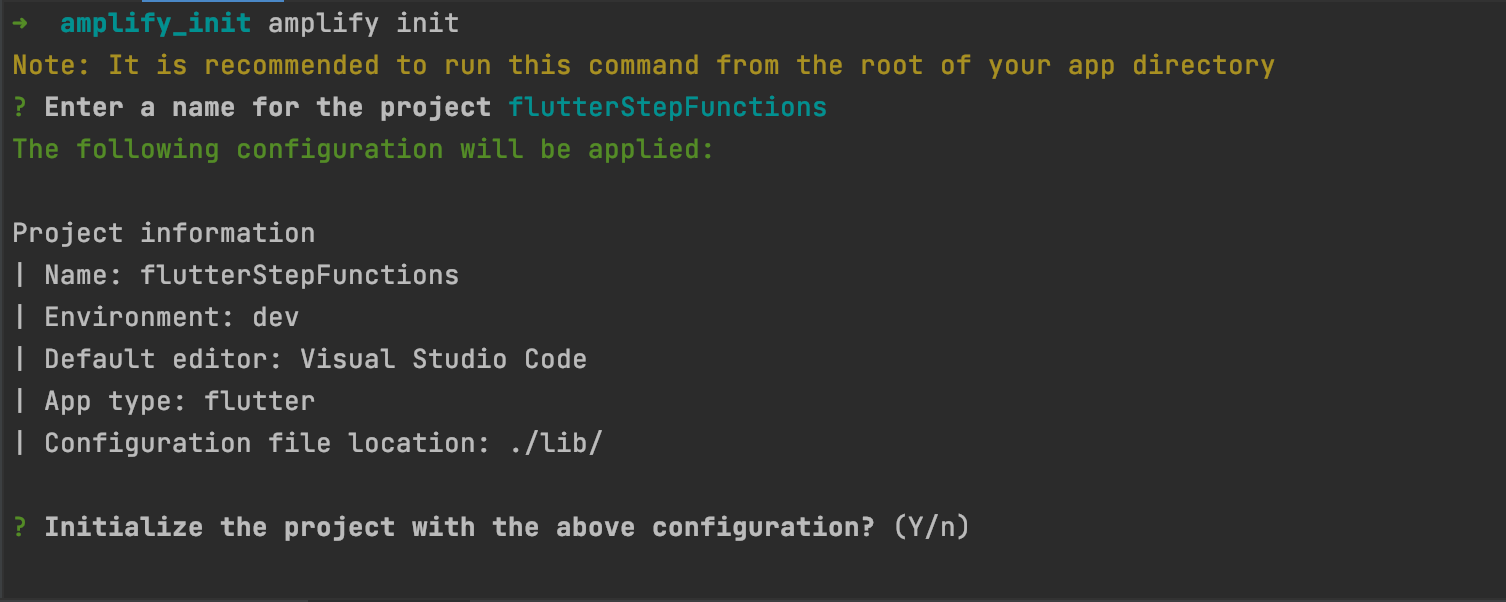 ➜ amplify_init amplify init
Note: It is recommended to run this command from the root of your app directory
? Enter a name for the project flutterStepFunctions
The following configuration will be applied:
Project information
| Name: flutterStepFunctions
| Environment: dev
| Default editor: Visual Studio Code
| App type: flutter
| Configuration file location: ./lib/
? Initialize the project with the above configuration? (Y/n)